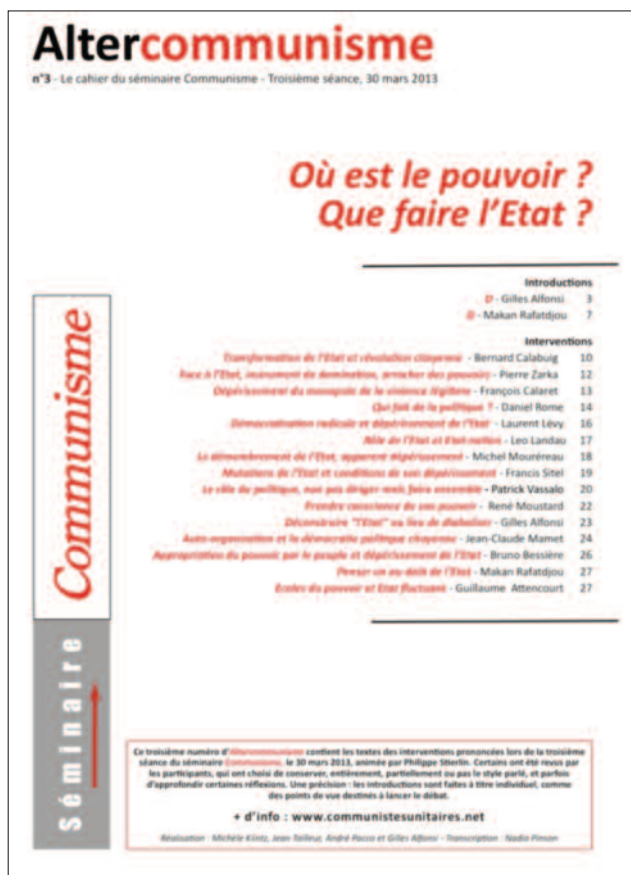 Altercommunisme
n°3 - Le cahier du séminaire Communisme - Troisième séance, 30 mars 2013
Où est le pouvoir ?
Que faire l'Etat ?
Introductions
- Gilles Alfonsi 3
- Makan Rafatdjou 7
Interventions
Transformation de l'Etat et révolution citoyenne - Bernard Calabuig 10
Face à l'Etat, instrument de domination, arracher des pouvoirs - Pierre Zarka 12
Dépérissement du monopole de la violence légitime - François Calaret 13
Qui fait de la politique ? - Daniel Rome 14
Démocratisation radicale et dépérissement de l'Etat - Laurent Lévy 16
Rôle de l'Etat et Etat-nation - Leo Landau 17
Le démembrement de l'Etat, apparent dépérissement - Michel Mouréreau 18
Mutations de l'Etat et conditions de son dépérissement - Francis Sitel 19
Le rôle du politique, non pas diriger mais faire ensemble - Patrick Vassalo 20
Prendre conscience de son pouvoir - René Moustard 22
Déconstruire "l'Etat" au lieu de diaboliser - Gilles Alfonsi 23
Auto-organisation et la démocratie politique citoyenne - Jean-Claude Mamet 24
Appropriation du pouvoir par le peuple et dépérissement de l'Etat - Bruno Bessière 26
Penser un au-delà de l'Etat - Makan Rafatdjou 27
Ecoles du pouvoir et Etat fluctuant - Guillaume Attencourt 27
Communisme
séminaire
Ce troisième numéro d'Altercommunisme contient les textes des interventions prononcées lors de la troisième
séance du séminaire Communisme, le 30 mars 2013, animée par Philippe Stierlin. Certains ont été revus par
les participants, qui ont choisi de conserver, entièrement, partiellement ou pas le style parlé, et parfois
d'approfondir certaines réflexions. Une précision : les introductions sont faites à titre individuel, comme
des points de vue destinés à lancer le débat.
+ d'info : www.communistesunitaires.net
Réalisation : Michèle Kiintz, Jean Tailleur, André Pacco et Gilles Alfonsi - Transcription : Nadia Pinson